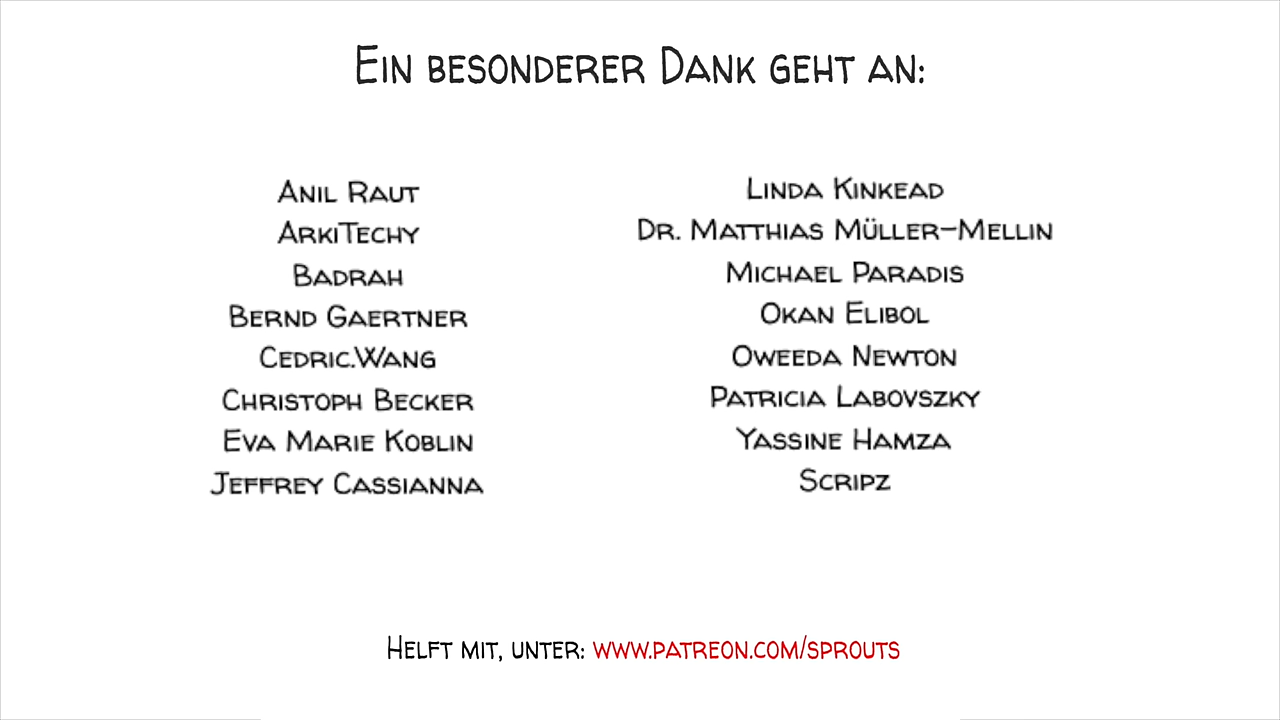 Ein besonderer Dank geht an:
Anil Raut
ArkiTechy
Badrah
Bernd Gaertner
Cedric.Wang
Christoph Becker
Eva Marie Koblin
Jeffrey Cassianna
Linda Kinkead
Dr. Matthias Müller-Mellin
Michael Paradis
Okan Elibol
Oweeda Newton
Patricia Labovszky
Yassine Hamza
Scripz
Helft mit, unter: www.patreon.com/sprouts